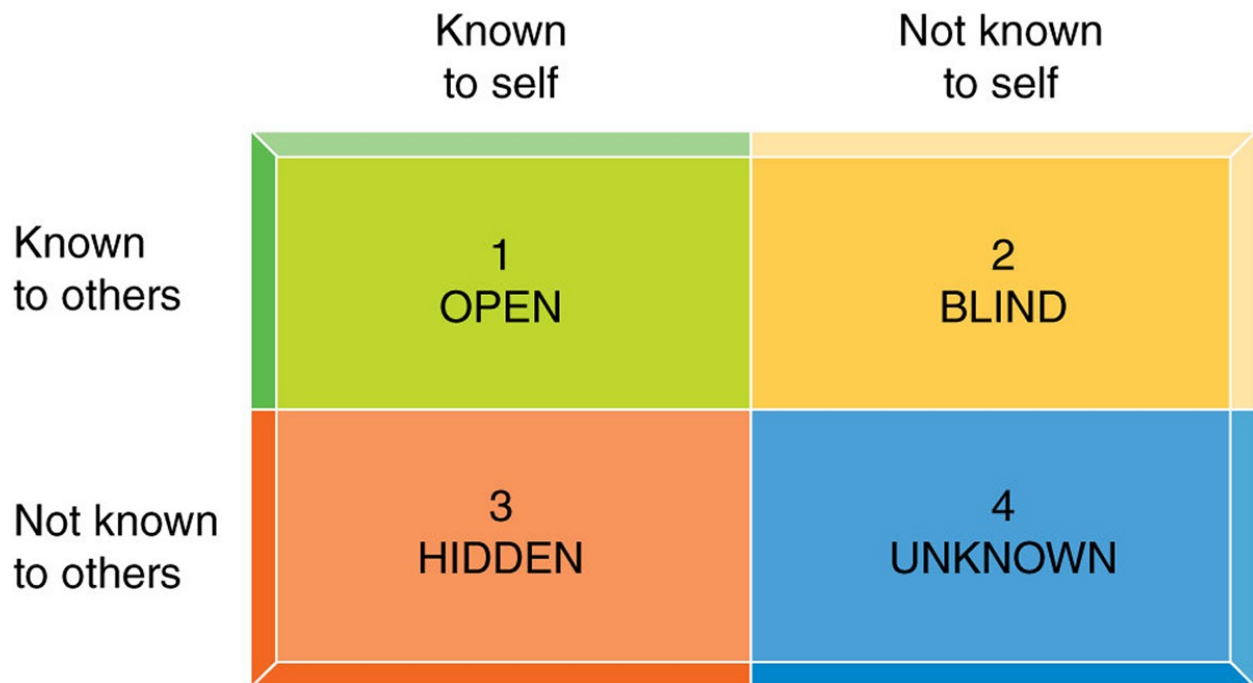 Known
to self
Not known
to self
Known
to others
1
OPEN
2
BLIND
Not known
to others
3
HIDDEN
4
UNKNOWN